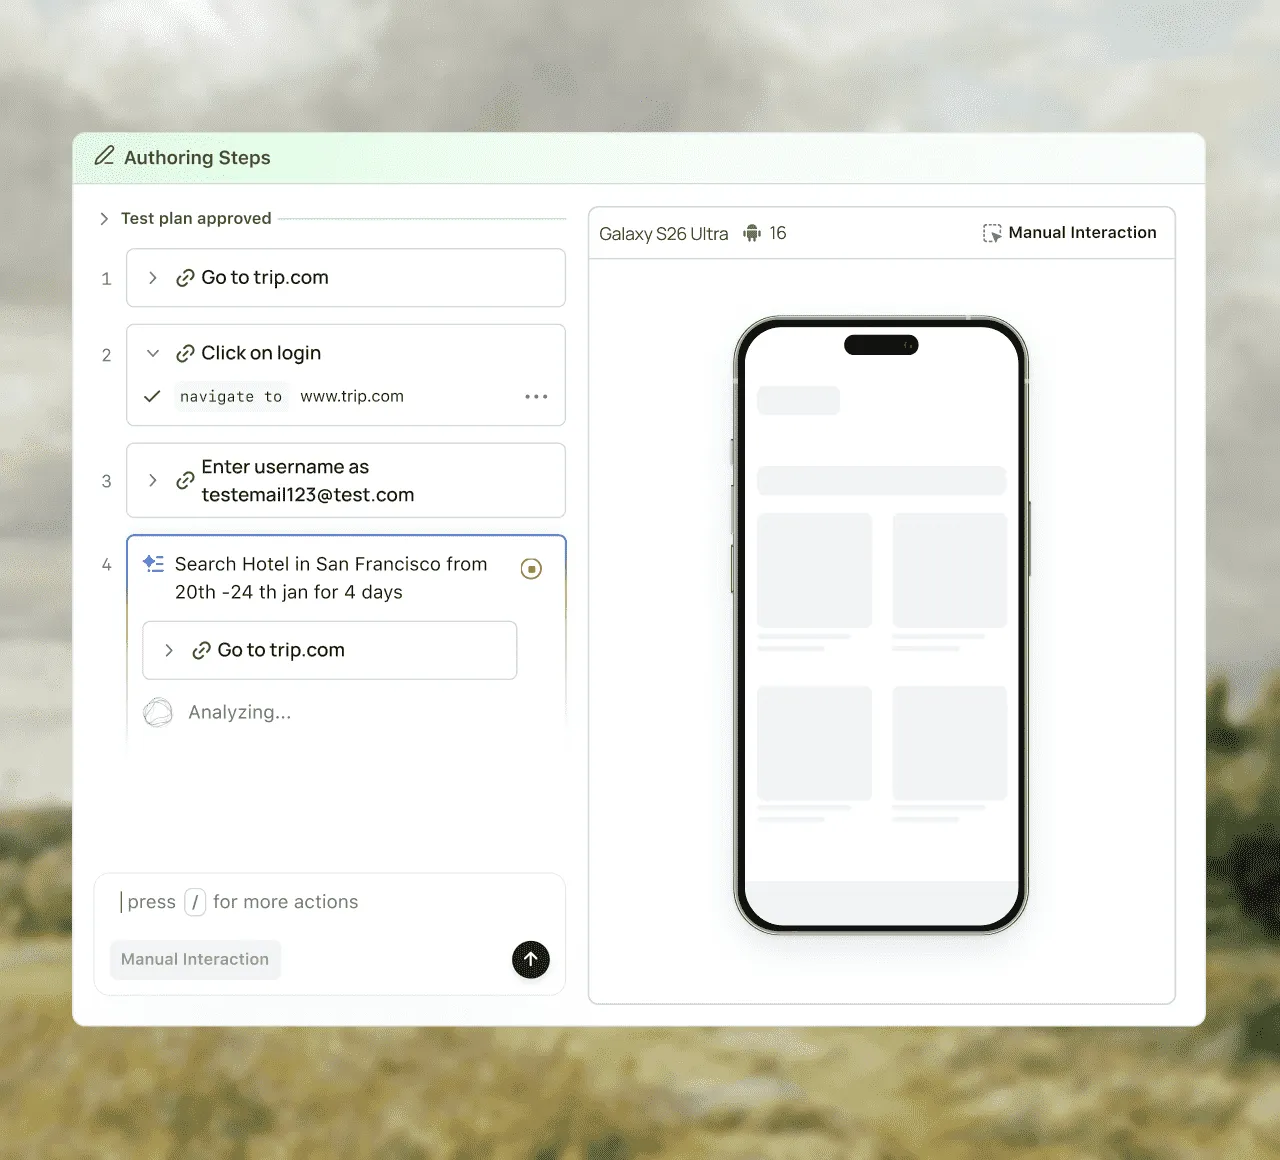 Authoring Steps
Test plan approved
1
Go to trip.com
2
Click on login
navigate to www.trip.com
3
Enter username as
testemail123@test.com
4
Search Hotel in San Francisco from
20th -24 th jan for 4 days
Go to trip.com
Analyzing...
press / for more actions
Manual Interaction
Galaxy S26 Ultra 16
Manual Interaction